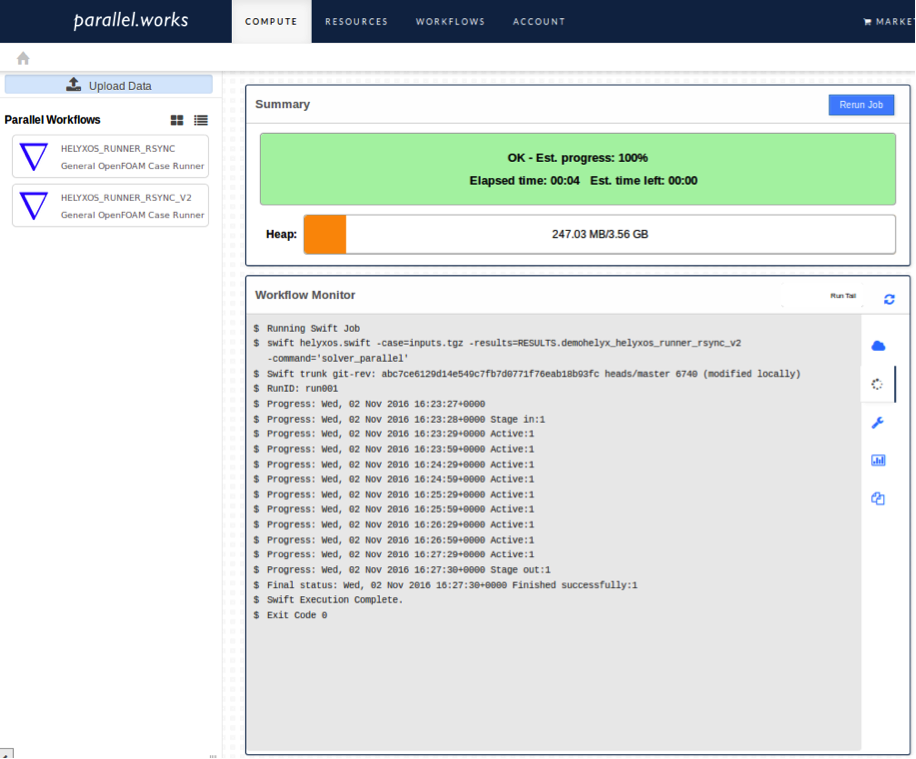 parallel.works
COMPUTE
RESOURCES
WORKFLOWS
ACCOUNT
Upload Data
Parallel Workflows
HELYXOS_RUNNER_RSYNC
General OpenFOAM Case Runner
HELYXOS_RUNNER_RSYNC_V2
General OpenFOAM Case Runner
Summary
Rerun Job
OK - Est. progress: 100%
Elapsed time: 00:04 Est. time left: 00:00
Heap:
247.03 MB/3.56 GB
Workflow Monitor
Run Tail
$ Running Swift Job
$ swift helyxos.swift -case=inputs.tgz -results=RESULTS.demohelyx_helyxos_runner_rsync_v2
-command='solver_parallel'
$ Swift trunk git-rev: abc7ce6129d14e549c7fb7d0771f76eab18b93fc heads/master 6740 (modified locally)
$ RunID: run001
$ Progress: Wed, 02 Nov 2016 16:23:27+0000
$ Progress: Wed, 02 Nov 2016 16:23:28+0000 Stage in:1
$ Progress: Wed, 02 Nov 2016 16:23:29+0000 Active:1
$ Progress: Wed, 02 Nov 2016 16:23:59+0000 Active:1
$ Progress: Wed, 02 Nov 2016 16:24:29+0000 Active:1
$ Progress: Wed, 02 Nov 2016 16:24:59+0000 Active:1
$ Progress: Wed, 02 Nov 2016 16:25:29+0000 Active:1
$ Progress: Wed, 02 Nov 2016 16:25:59+0000 Active:1
$ Progress: Wed, 02 Nov 2016 16:26:29+0000 Active:1
$ Progress: Wed, 02 Nov 2016 16:26:59+0000 Active:1
$ Progress: Wed, 02 Nov 2016 16:27:29+0000 Active:1
$ Progress: Wed, 02 Nov 2016 16:27:30+0000 Stage out:1
$ Final status: Wed, 02 Nov 2016 16:27:30+0000 Finished successfully:1
$ Swift Execution Complete.
$ Exit Code 0